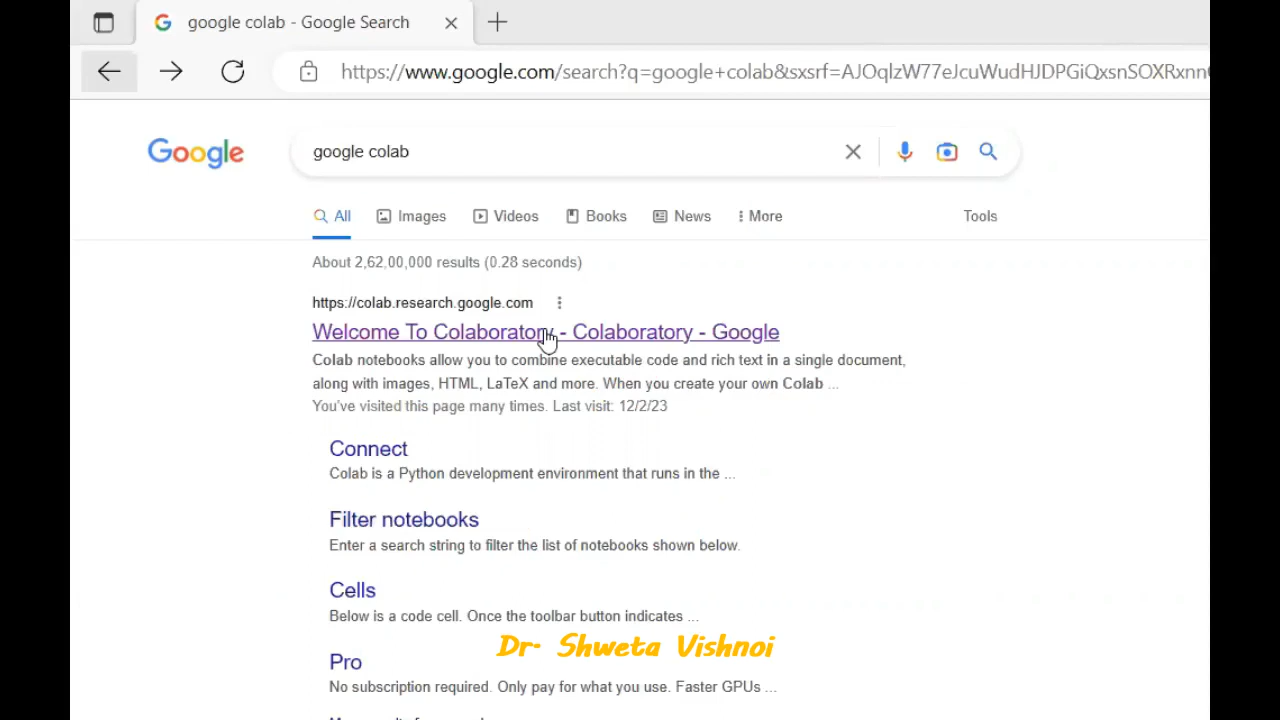 google colab - Google Search
https://www.google.com/search?q=google+colab&sxsrf=AJOqlzW77eJcuWudHJDPGiQxsnSOXRxnn
Google
google colab
All Images Videos Books News More Tools
About 2,62,00,000 results (0.28 seconds)
https://colab.research.google.com
Welcome To Colaboratory - Colaboratory - Google
Colab notebooks allow you to combine executable code and rich text in a single document,
along with images, HTML, LaTeX and more. When you create your own Colab ...
You've visited this page many times. Last visit: 12/2/23
Connect
Colab is a Python development environment that runs in the ...
Filter notebooks
Enter a search string to filter the list of notebooks shown below.
Cells
Below is a code cell. Once the toolbar button indicates ...
Dr. Shweta Vishnoi
Pro
No subscription required. Only pay for what you use. Faster GPUs ...